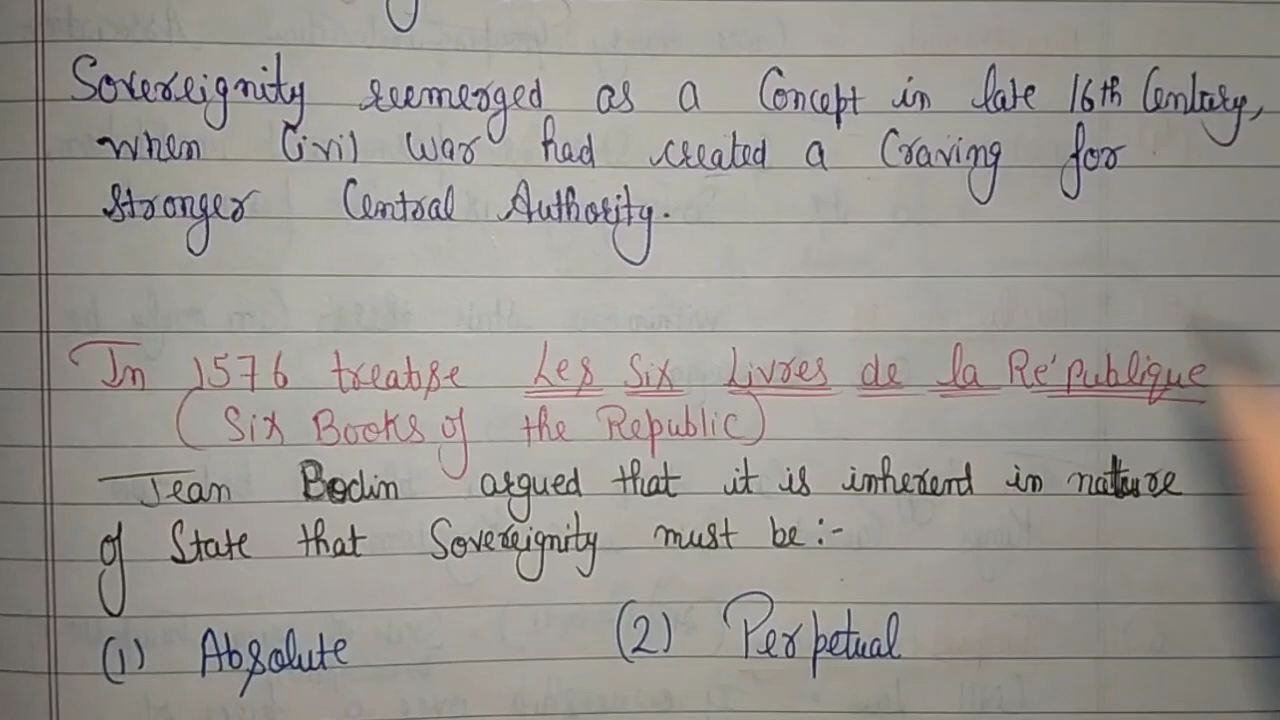 Sovereignity reemerged as a Concept in late 16th Century,
when Civil War had created a Craving for
Stronger Central Authority.
In 1576 treatise Les Six Livres de la Ré'publique
(Six Books of the Republic)
Jean Bodin argued that it is inherent in nature
of State that Sovereignity must be :-
(1) Absolute (2) Perpetual